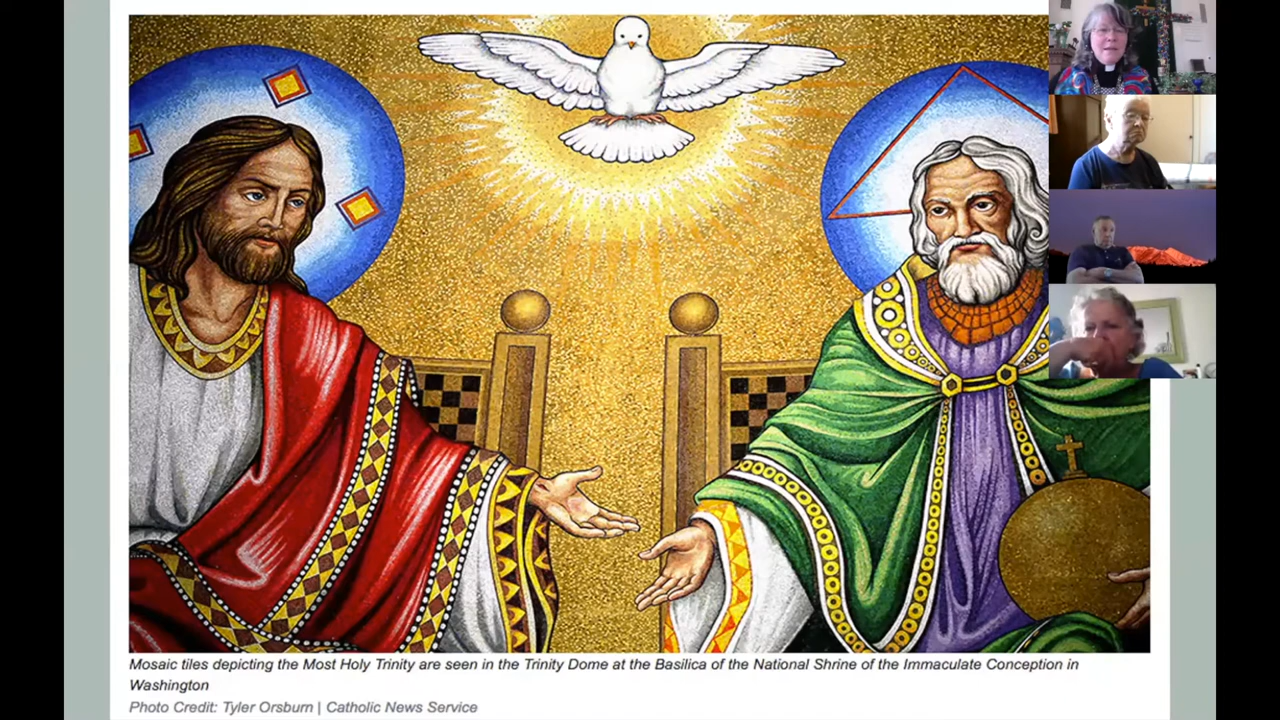 Mosaic tiles depicting the Most Holy Trinity are seen in the Trinity Dome at the Basilica of the National Shrine of the Immaculate Conception in
Washington
Photo Credit: Tyler Orsburn | Catholic News Service